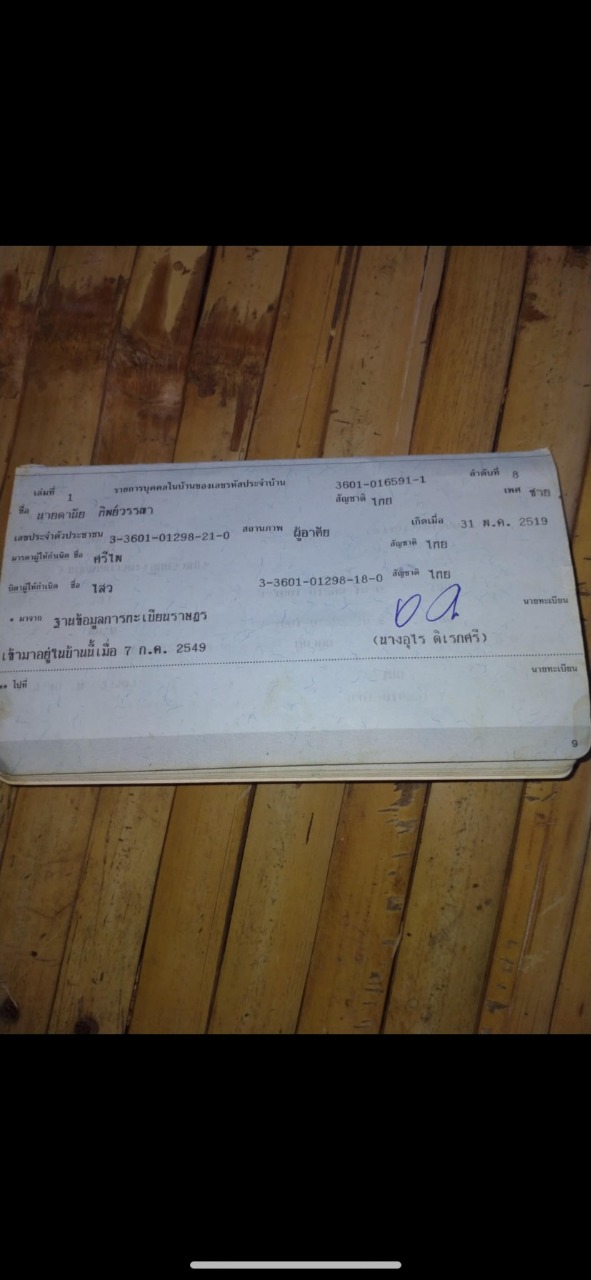 เล่มที่ 1 รายการบุคคลในบ้านของเลขรหัสประจำบ้าน 3601-016591-1 ลำดับที่ 8
ชื่อ นายดานัย ทิพย์วรรณา สัญชาติ ไทย เพศ ชาย
เลขประจำตัวประชาชน 3-3601-01298-21-0 สถานภาพ ผู้อาศัย เกิดเมื่อ 31 พ.ค. 2519
มารดาผู้ให้กำเนิด ชื่อ ศรีไพ สัญชาติ ไทย
บิดาผู้ให้กำเนิด ชื่อ ไสว 3-3601-01298-18-0 สัญชาติ ไทย
* มาจาก ฐานข้อมูลการทะเบียนราษฎร นายทะเบียน
เข้ามาอยู่ในบ้านนี้เมื่อ 7 ก.ค. 2549 (นางอุไร ดิเรกศรี)
** ไปที่ นายทะเบียน
9